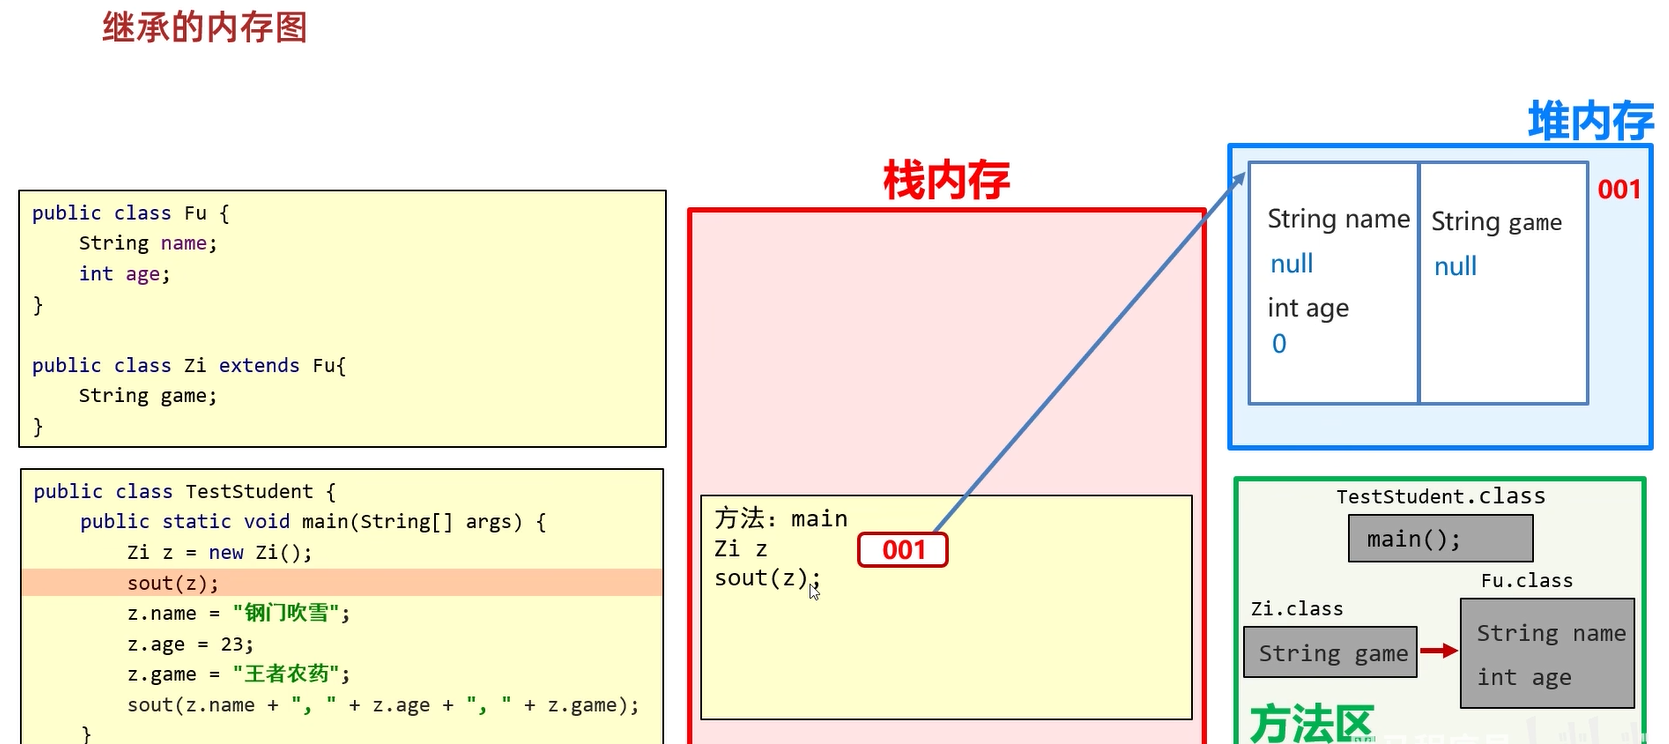 继承的内存图
public class Fu {
String name;
int age;
}
public class Zi extends Fu{
String game;
}
public class TestStudent {
public static void main(String[] args) {
Zi z = new Zi();
sout(z);
z.name = "钢门吹雪";
z.age = 23;
z.game = "王者农药";
sout(z.name + ", " + z.age + ", " + z.game);
}
栈内存
方法：main
Zi z
001
sout(z);
堆内存
001
String name
null
int age
0
String game
null
TestStudent.class
main();
Fu.class
String name
int age
Zi.class
String game
方法区